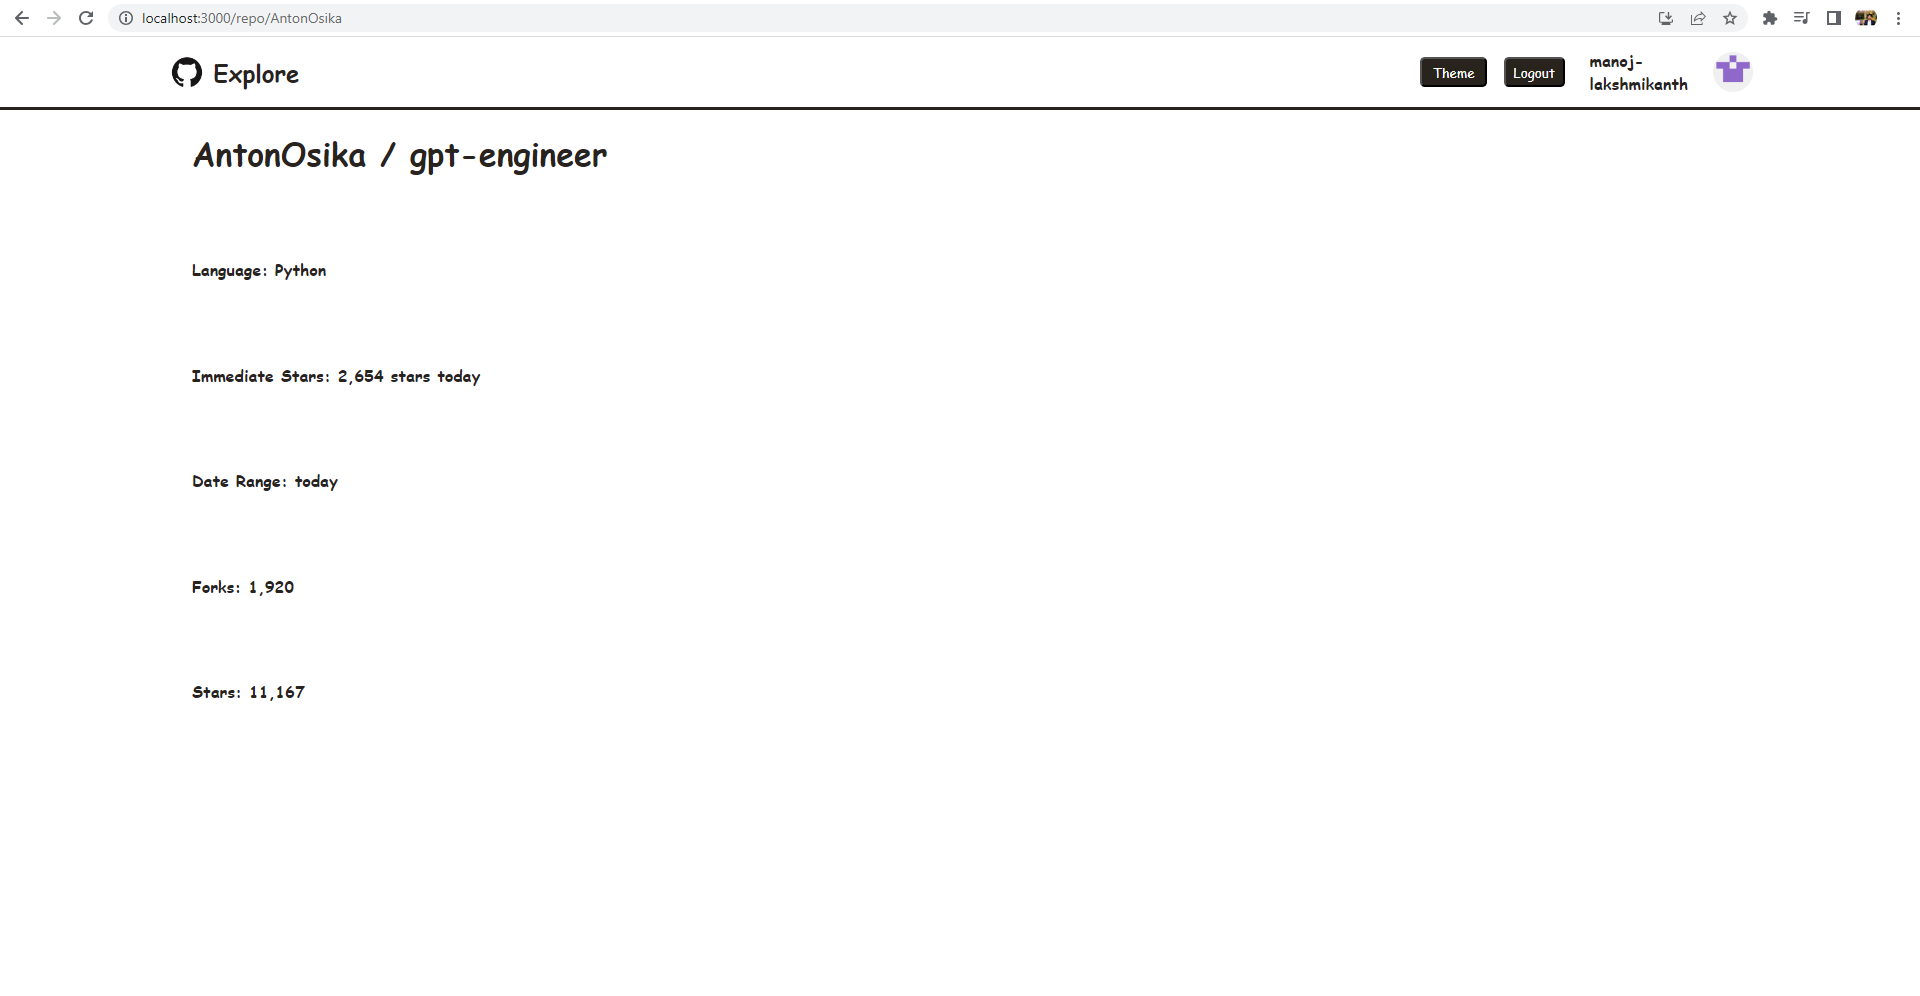 localhost:3000/repo/AntonOsika
Explore
Theme
Logout
manoj-
lakshmikanth
AntonOsika / gpt-engineer
Language: Python
Immediate Stars: 2,654 stars today
Date Range: today
Forks: 1,920
Stars: 11,167